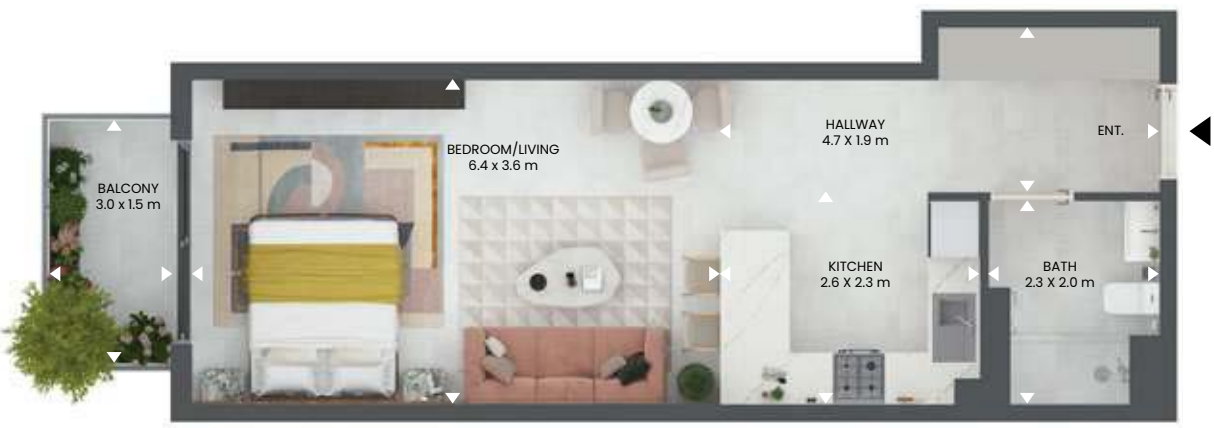 BEDROOM/LIVING
6.4 x 3.6 m
HALLWAY
4.7 X 1.9 m
ENT.
BALCONY
3.0 x 1.5 m
KITCHEN
2.6 X 2.3 m
BATH
2.3 X 2.0 m